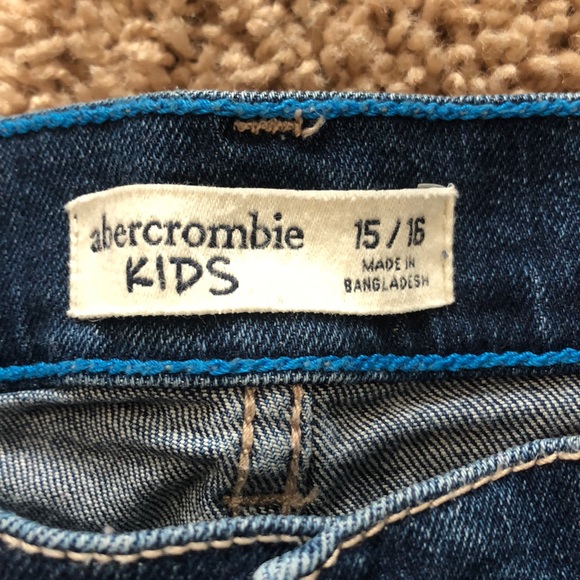 abercrombie
KIDS
15/16
MADE IN
BANGLADESH